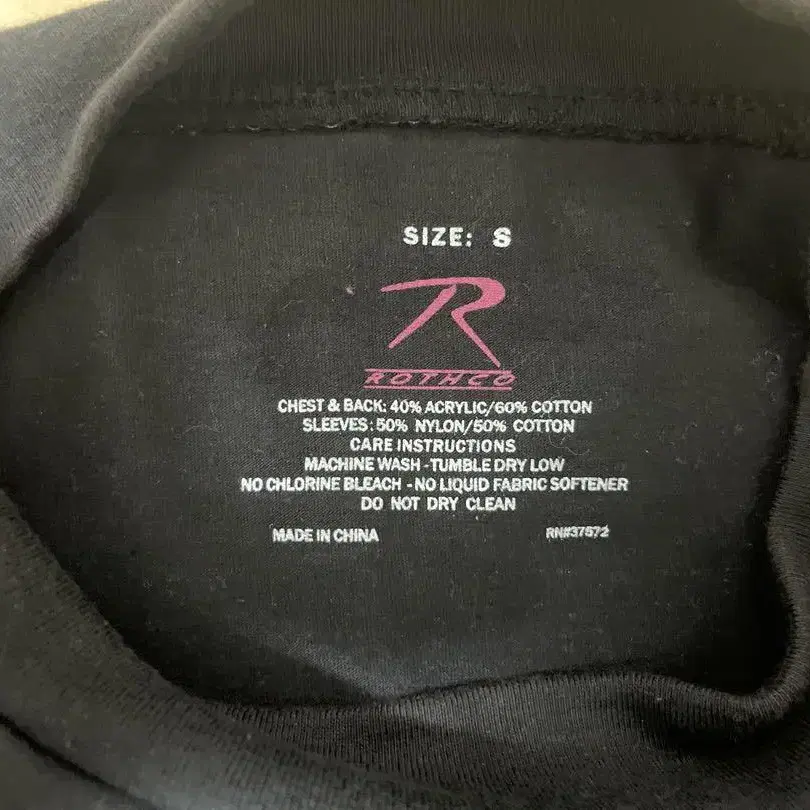 SIZE: S
R
ROTHCO
CHEST & BACK: 40% ACRYLIC/60% COTTON
SLEEVES: 50% NYLON/50% COTTON
CARE INSTRUCTIONS
MACHINE WASH - TUMBLE DRY LOW
NO CHLORINE BLEACH - NO LIQUID FABRIC SOFTENER
DO NOT DRY CLEAN
MADE IN CHINA RN#37572